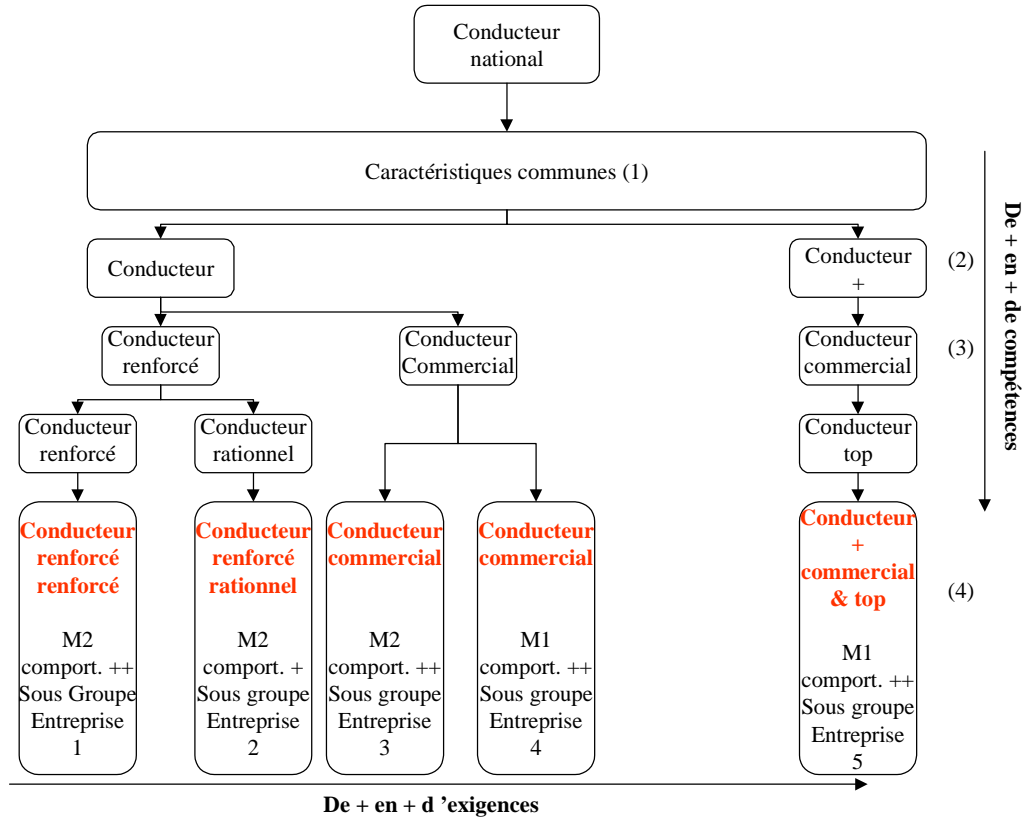 Conducteur
national
Caractéristiques communes (1)
Conducteur
Conducteur
+
(2)
Conducteur
renforcé
Conducteur
Commercial
Conducteur
commercial
(3)
Conducteur
renforcé
Conducteur
rationnel
Conducteur
top
Conducteur
renforcé
renforcé
M2
comport. ++
Sous Groupe
Entreprise
1
Conducteur
renforcé
rationnel
M2
comport. +
Sous groupe
Entreprise
2
Conducteur
commercial
M2
comport. ++
Sous groupe
Entreprise
3
Conducteur
commercial
M1
comport. ++
Sous groupe
Entreprise
4
Conducteur
+
commercial
& top
M1
comport. ++
Sous groupe
Entreprise
5
(4)
De + en + de compétences
De + en + d ’exigences